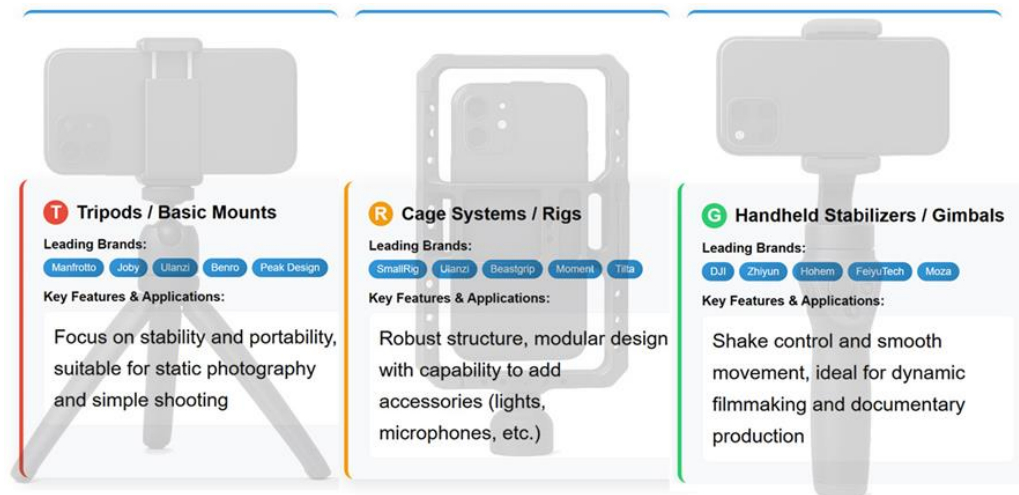 T Tripods / Basic Mounts
Leading Brands:
Manfrotto Joby Ulanzi Benro Peak Design
Key Features & Applications:
Focus on stability and portability,
suitable for static photography
and simple shooting
R Cage Systems / Rigs
Leading Brands:
SmallRig Ulanzi Beastgrip Moment Tilta
Key Features & Applications:
Robust structure, modular design
with capability to add
accessories (lights,
microphones, etc.)
G Handheld Stabilizers / Gimbals
Leading Brands:
DJI Zhiyun Hohem FeiyuTech Moza
Key Features & Applications:
Shake control and smooth
movement, ideal for dynamic
filmmaking and documentary
production